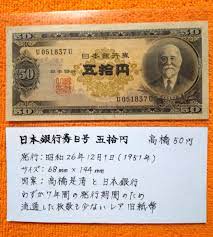 50 50
日本銀行券
U051837U
五拾円
U051837U
50 50
日本銀行券B号 五拾円 高橋50円
発行:昭和26年12月1日(1951年)
サイズ:68mm×144mm
図案:高橋是清と日本銀行
わずか7年間の発行期間のため
流通した枚数も少ないレア旧紙幣